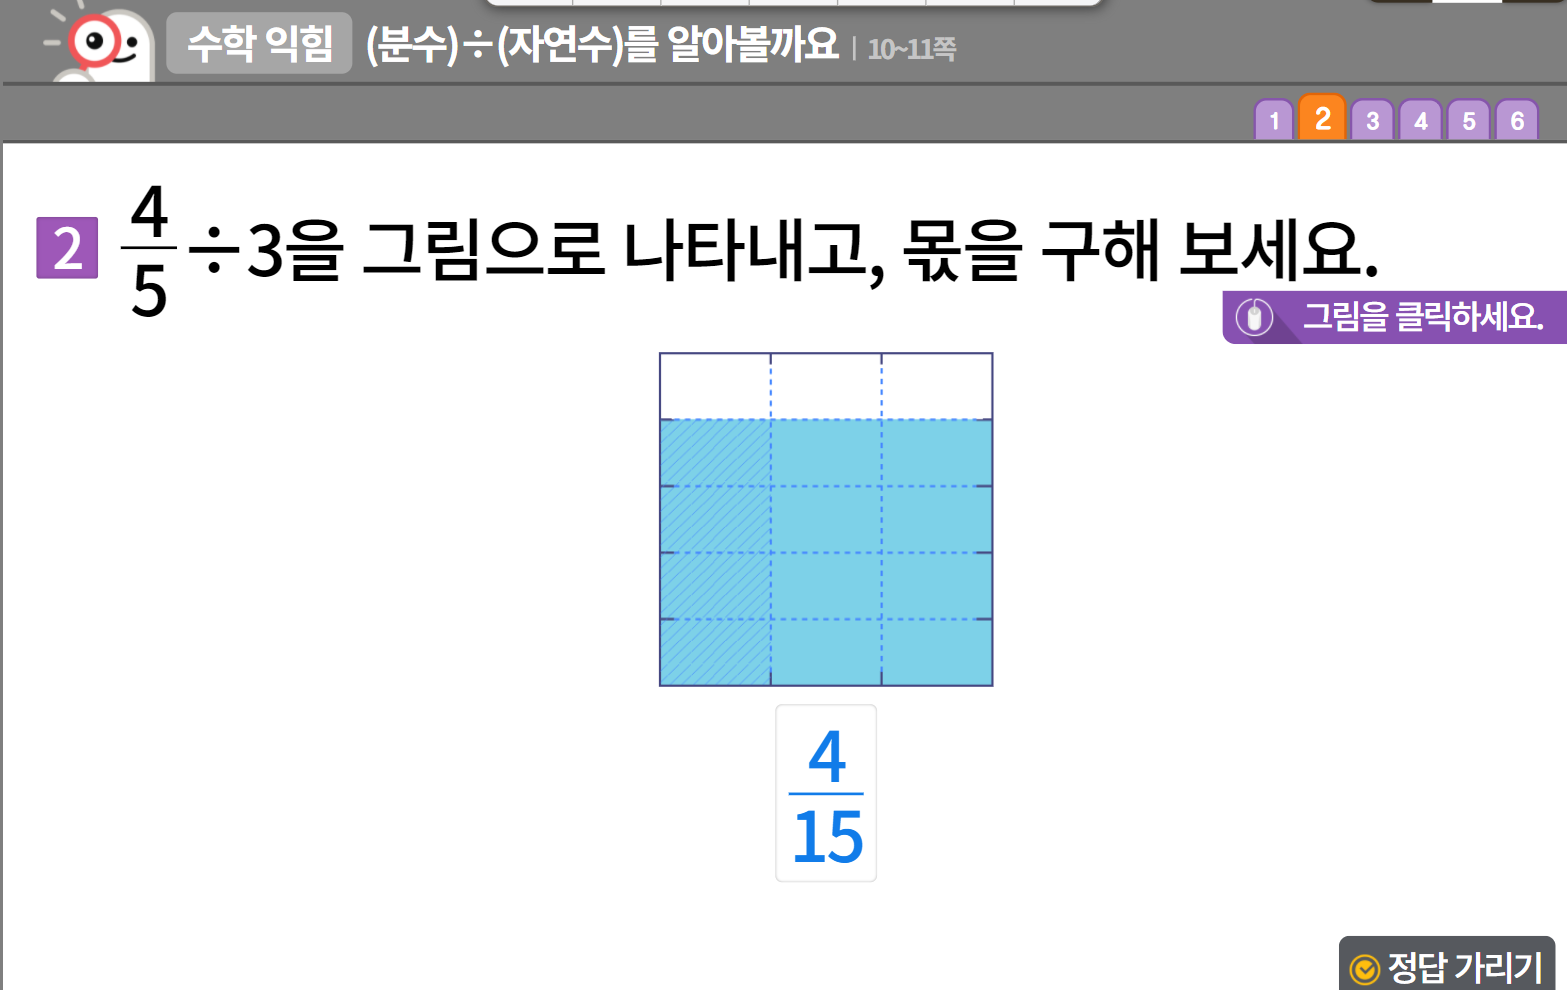 수학 익힘 (분수)÷(자연수)를 알아볼까요 | 10~11쪽
1 2 3 4 5 6
2 4/5÷3을 그림으로 나타내고, 몫을 구해 보세요.
그림을 클릭하세요.
4/15
정답 가리기